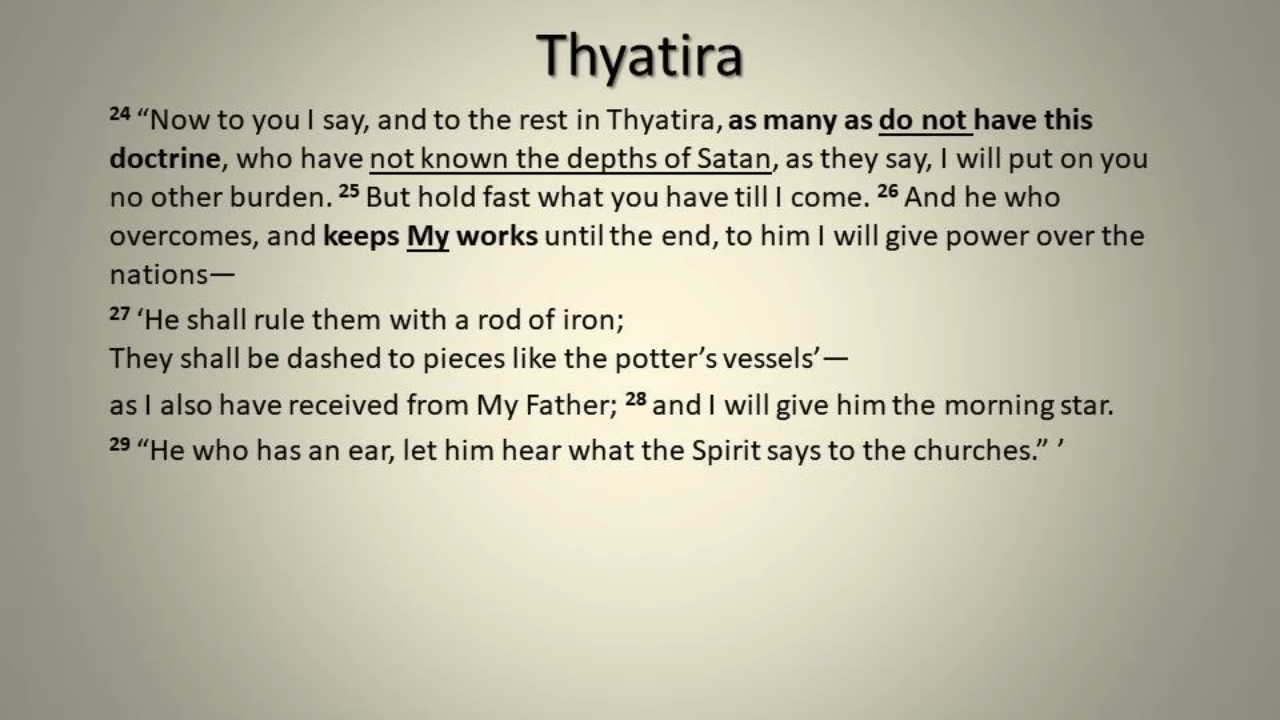 Thyatira
24 “Now to you I say, and to the rest in Thyatira, as many as do not have this
doctrine, who have not known the depths of Satan, as they say, I will put on you
no other burden. 25 But hold fast what you have till I come. 26 And he who
overcomes, and keeps My works until the end, to him I will give power over the
nations—
27 ‘He shall rule them with a rod of iron;
They shall be dashed to pieces like the potter’s vessels’—
as I also have received from My Father; 28 and I will give him the morning star.
29 “He who has an ear, let him hear what the Spirit says to the churches.” ’